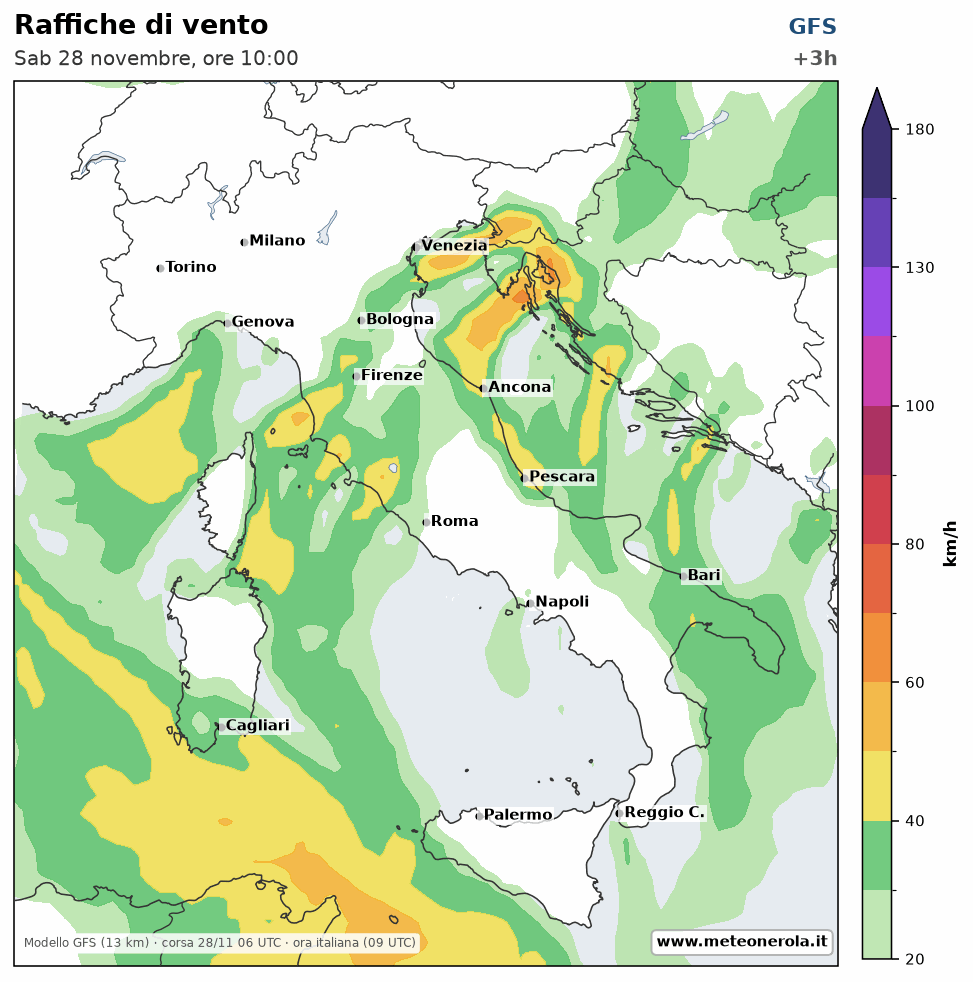 Raffiche di vento
GFS
Sab 28 novembre, ore 10:00
+3h
180
130
100
80
60
40
20
km/h
Milano
Venezia
Torino
Genova
Bologna
Firenze
Ancona
Pescara
Roma
Bari
Napoli
Cagliari
Palermo
Reggio C.
Modello GFS (13 km) · corsa 28/11 06 UTC · ora italiana (09 UTC)
www.meteonerola.it